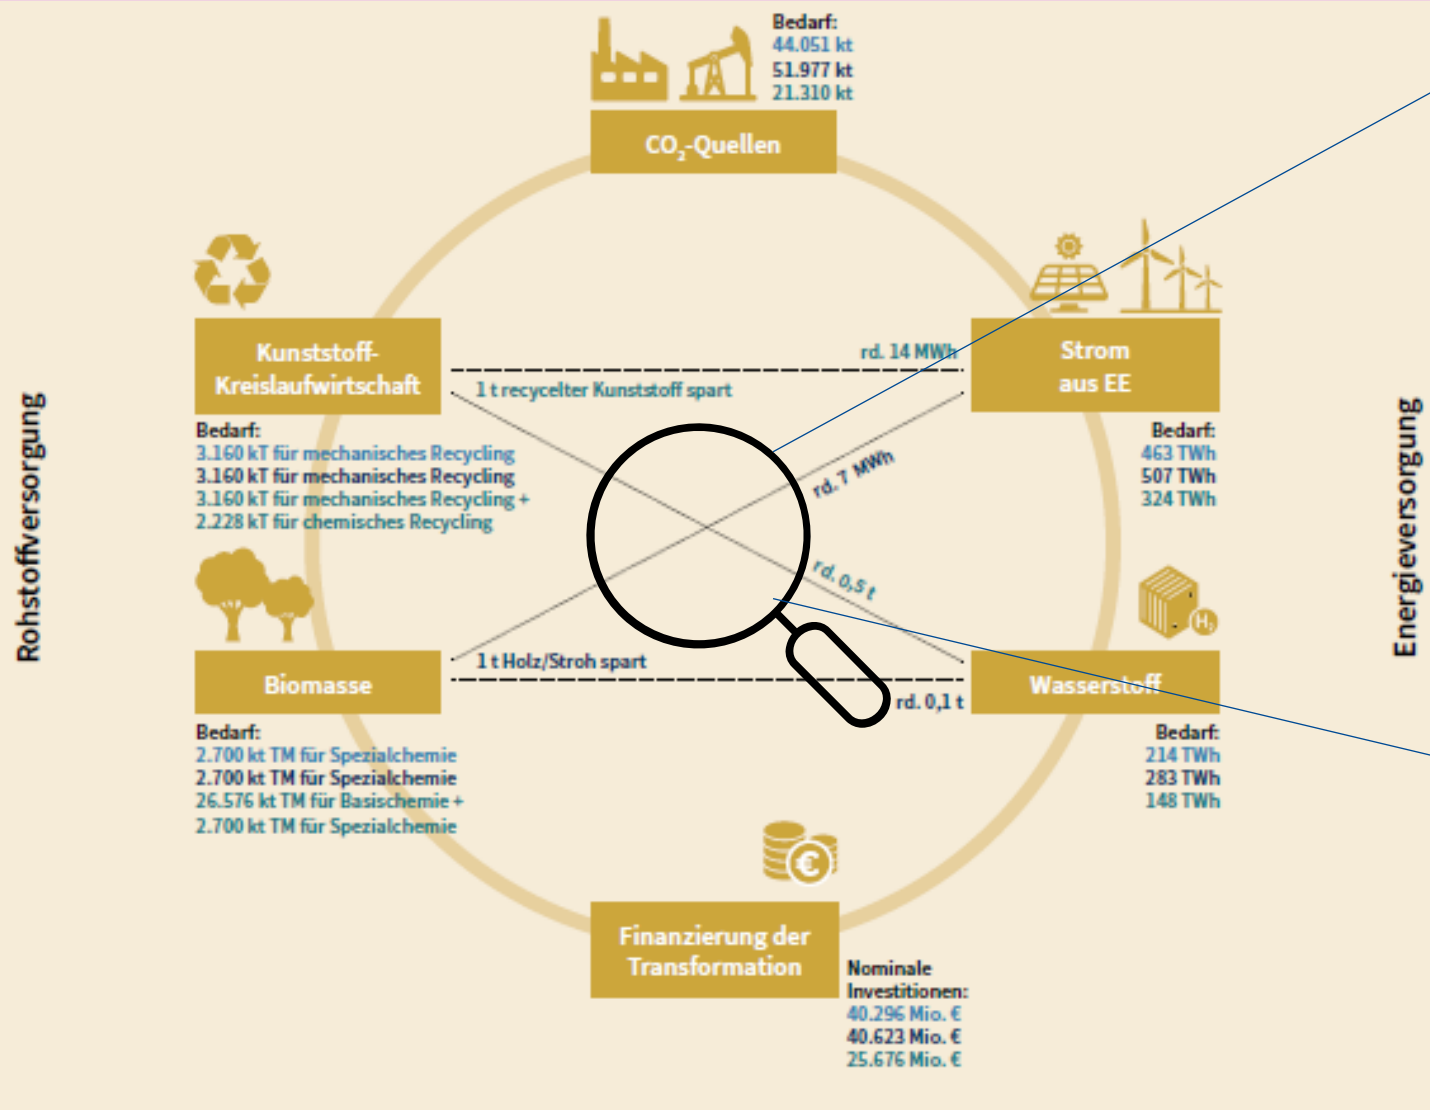 Bedarf:
44.051 kt
51.977 kt
21.310 kt
CO₂-Quellen
Kunststoff-
Kreislaufwirtschaft
Bedarf:
3.160 kT für mechanisches Recycling
3.160 kT für mechanisches Recycling
3.160 kT für mechanisches Recycling +
2.228 kT für chemisches Recycling
rd. 14 MWh
1 t recycelter Kunststoff spart
Strom
aus EE
Bedarf:
463 TWh
507 TWh
324 TWh
rd. 7 MWh
rd. 0,5 t
Rohstoffversorgung
Energieversorgung
H₂
Biomasse
1 t Holz/Stroh spart
rd. 0,1 t
Wasserstoff
Bedarf:
2.700 kt TM für Spezialchemie
2.700 kt TM für Spezialchemie
26.576 kt TM für Basischemie +
2.700 kt TM für Spezialchemie
Bedarf:
214 TWh
283 TWh
148 TWh
€
Finanzierung der
Transformation
Nominale
Investitionen:
40.296 Mio. €
40.623 Mio. €
25.676 Mio. €